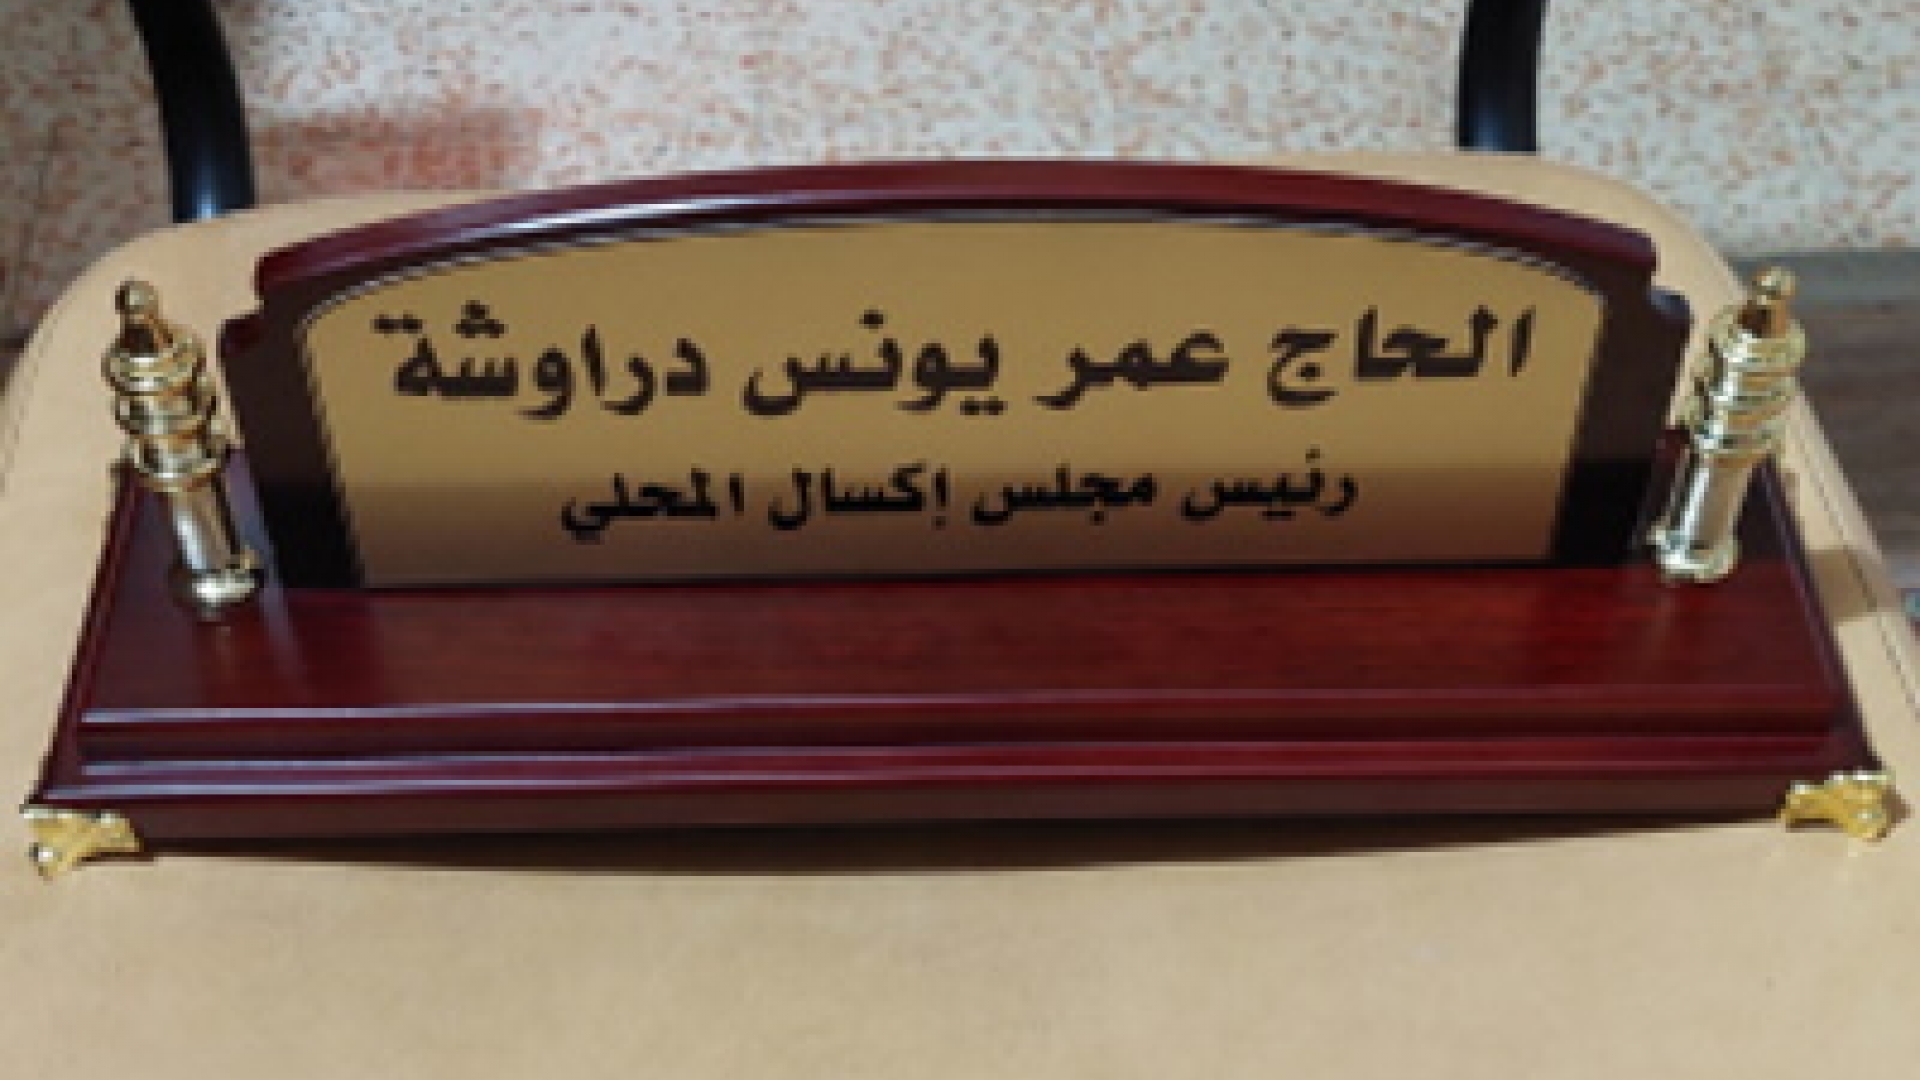 الحاج عمر يونس دراوشة
رئيس مجلس إكسال المحلي